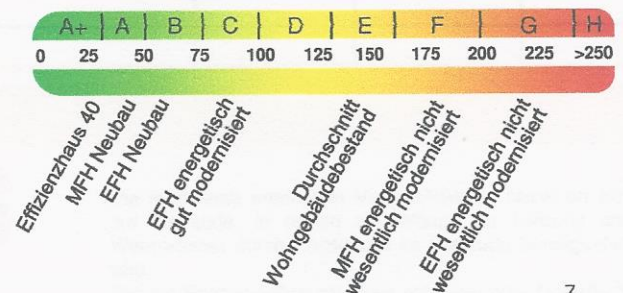 A+ A B C D E F G H
0 25 50 75 100 125 150 175 200 225 >250
Effizienzhaus 40
MFH Neubau
EFH Neubau
EFH energetisch
gut modernisiert
Durchschnitt
Wohngebäudebestand
MFH energetisch nicht
wesentlich modernisiert
EFH energetisch nicht
wesentlich modernisiert
7